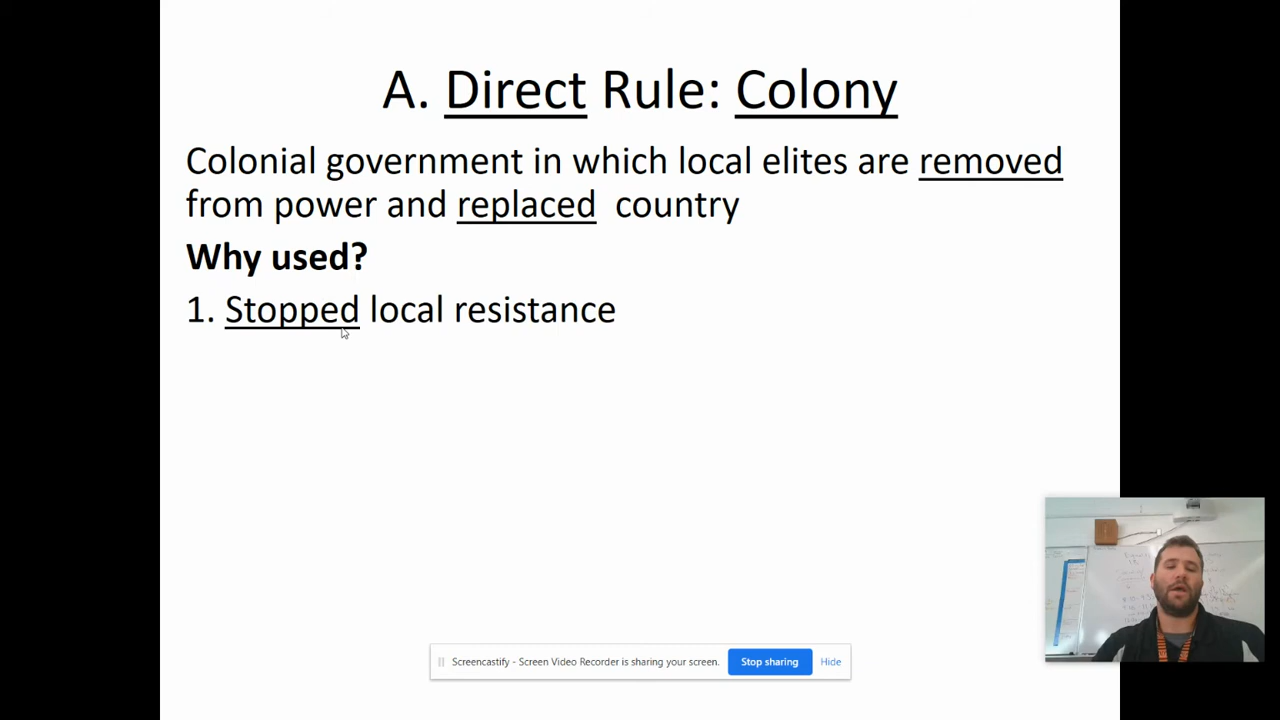 A. Direct Rule: Colony
Colonial government in which local elites are removed
from power and replaced  country
Why used?
1. Stopped local resistance
Screencastify - Screen Video Recorder is sharing your screen.
Stop sharing
Hide